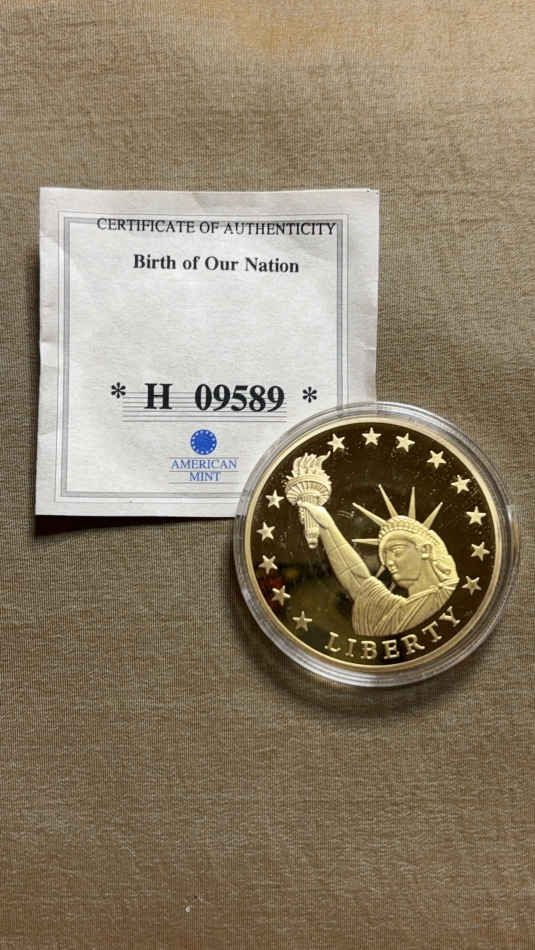 CERTIFICATE OF AUTHENTICITY
Birth of Our Nation
* H 09589 *
AMERICAN
MINT
LIBERTY